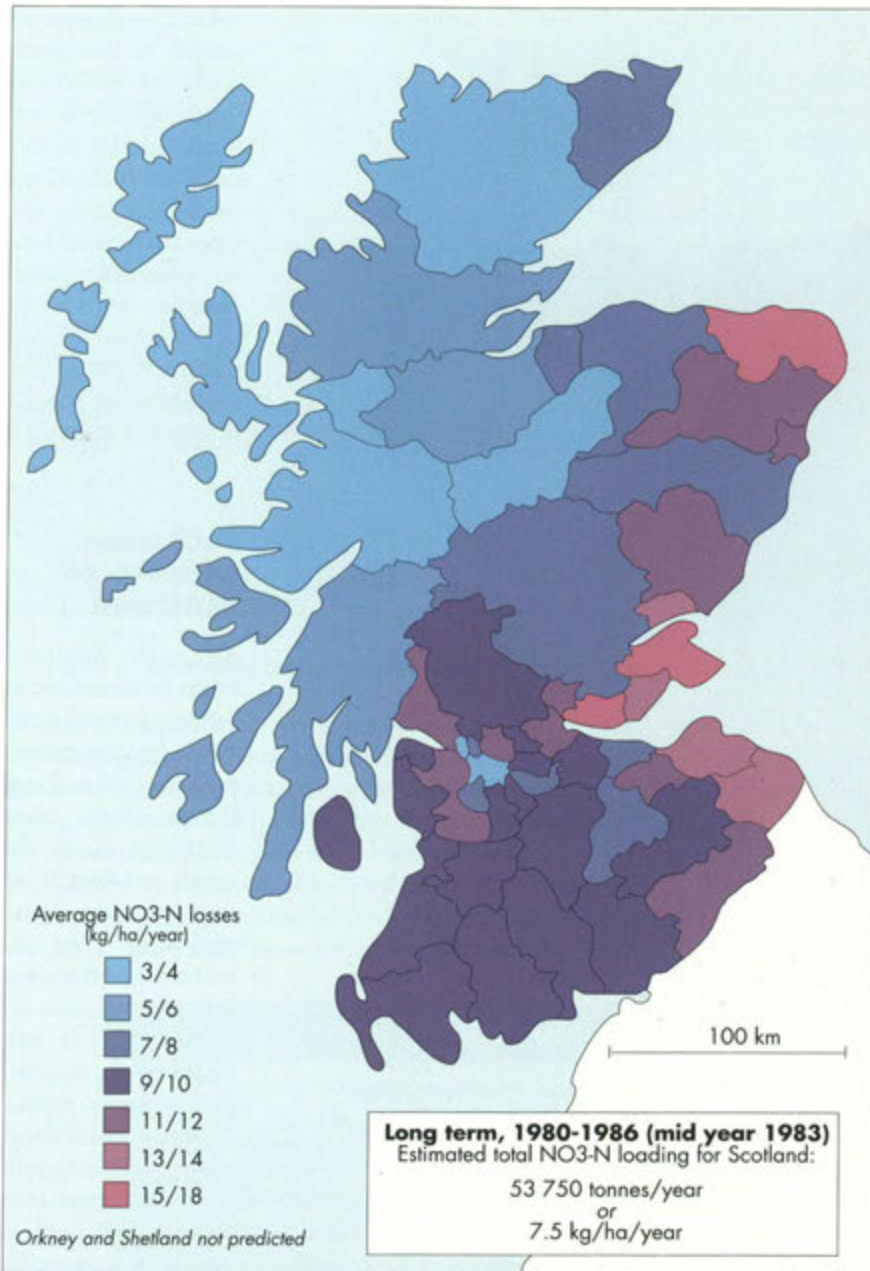 Average NO3-N losses
(kg/ha/year)
3/4
5/6
7/8
9/10
11/12
13/14
15/18
Orkney and Shetland not predicted
100 km
Long term, 1980-1986 (mid year 1983)
Estimated total NO3-N loading for Scotland:
53 750 tonnes/year
or
7.5 kg/ha/year